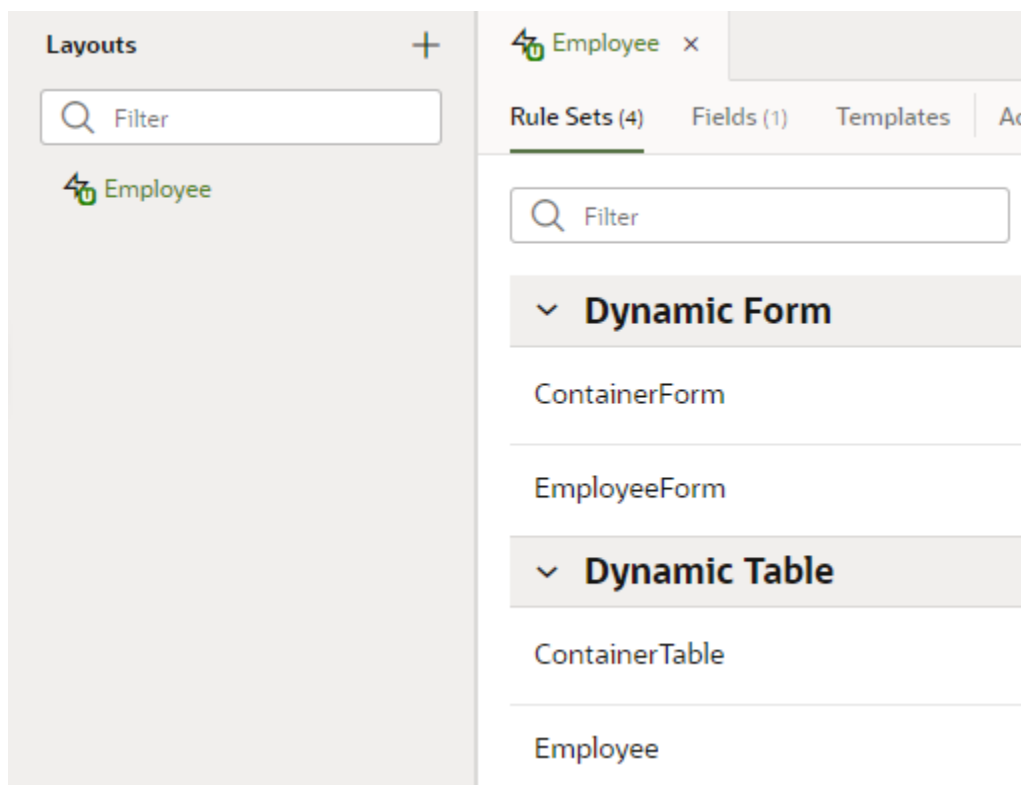 Layouts
Filter
Employee
Employee
Rule Sets (4) Fields (1) Templates
Filter
Dynamic Form
ContainerForm
EmployeeForm
Dynamic Table
ContainerTable
Employee